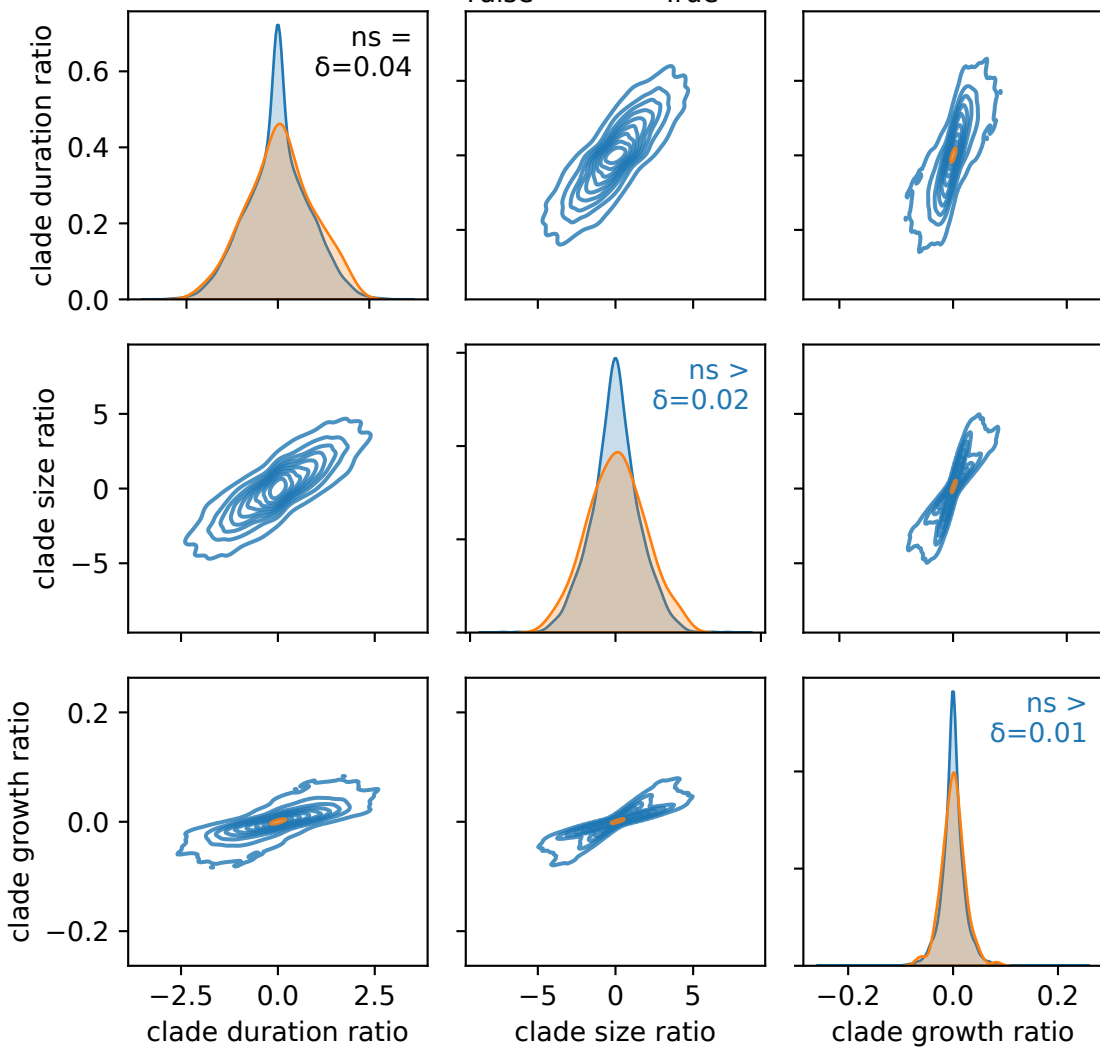 clade duration ratio
0.6
0.4
0.2
0.0
ns =
δ=0.04
clade size ratio
5
0
−5
ns >
δ=0.02
clade growth ratio
0.2
0.0
−0.2
ns >
δ=0.01
−2.5 0.0 2.5
−5 0 5
−0.2 0.0 0.2
clade duration ratio
clade size ratio
clade growth ratio